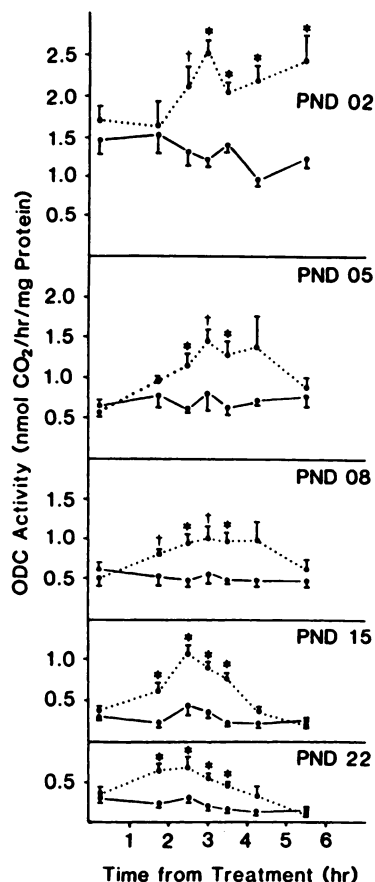 ODC Activity (nmol CO₂/hr/mg Protein)
† * * * *
2.5
2.0
1.5
1.0
0.5
PND 02
PND 05
2.0
1.5
1.0
0.5
* † *
PND 08
1.5
1.0
0.5
† * † *
PND 15
1.0
0.5
* * * *
PND 22
0.5
* * * *
1 2 3 4 5 6
Time from Treatment (hr)